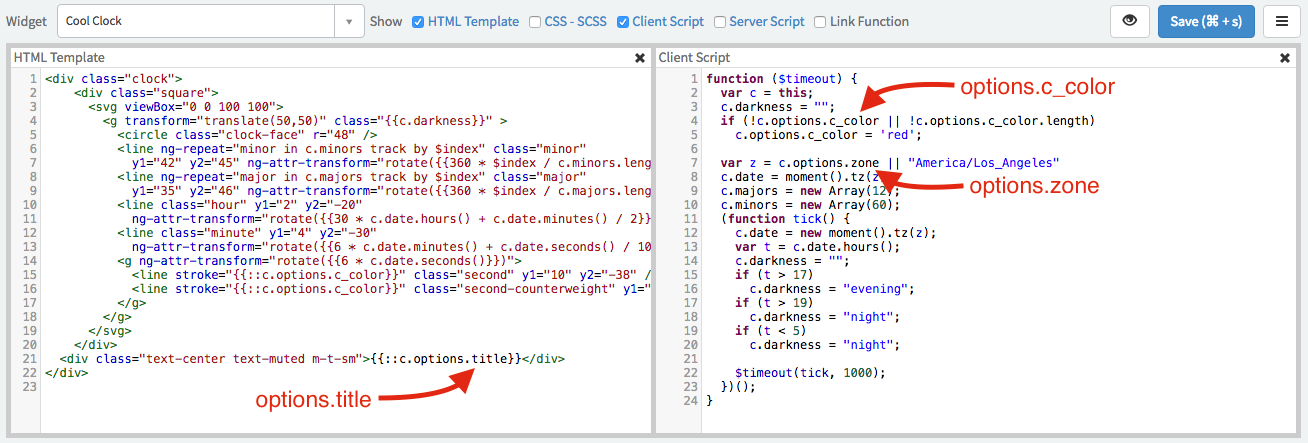 Widget Cool Clock Show HTML Template CSS - SCSS Client Script Server Script Link Function Save (⌘ + s)
HTML Template
1 <div class="clock">
2     <div class="square">
3       <svg viewBox="0 0 100 100">
4         <g transform="translate(50,50)" class="{{c.darkness}}" >
5           <circle class="clock-face" r="48" />
6           <line ng-repeat="minor in c.minors track by $index" class="minor"
7             y1="42" y2="45" ng-attr-transform="rotate({{360 * $index / c.minors.leng
8           <line ng-repeat="major in c.majors track by $index" class="major"
9             y1="35" y2="46" ng-attr-transform="rotate({{360 * $index / c.majors.leng
10           <line class="hour" y1="2" y2="-20"
11             ng-attr-transform="rotate({{30 * c.date.hours() + c.date.minutes() / 2}}
12           <line class="minute" y1="4" y2="-30"
13             ng-attr-transform="rotate({{6 * c.date.minutes() + c.date.seconds() / 10
14           <g ng-attr-transform="rotate({{6 * c.date.seconds()}})">
15             <line stroke="{{::c.options.c_color}}" class="second" y1="10" y2="-38" /
16             <line stroke="{{::c.options.c_color}}" class="second-counterweight" y1="
17           </g>
18         </g>
19       </svg>
20     </div>
21   <div class="text-center text-muted m-t-sm">{{::c.options.title}}</div>
22 </div>
23
options.title
Client Script
1 function ($timeout) {
2   var c = this;
3   c.darkness = "";
4   if (!c.options.c_color || !c.options.c_color.length)
5     c.options.c_color = 'red';
6
7   var z = c.options.zone || "America/Los_Angeles"
8   c.date = moment().tz(z
9   c.majors = new Array(12);
10   c.minors = new Array(60);
11   (function tick() {
12     c.date = new moment().tz(z);
13     var t = c.date.hours();
14     c.darkness = "";
15     if (t > 17)
16       c.darkness = "evening";
17     if (t > 19)
18       c.darkness = "night";
19     if (t < 5)
20       c.darkness = "night";
21
22     $timeout(tick, 1000);
23   })();
24 }
options.c_color
options.zone